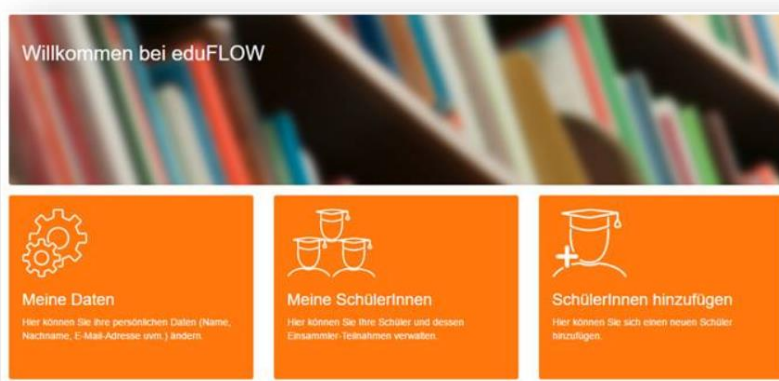 Willkommen bei eduFLOW
Meine Daten
Hier können Sie ihre persönlichen Daten (Name,
Nachname, E-Mail-Adresse uvm.) ändern.
Meine SchülerInnen
Hier können Sie Ihre Schüler und dessen
Einsammler-Teilnahmen verwalten.
SchülerInnen hinzufügen
Hier können Sie sich einen neuen Schüler
hinzufügen.